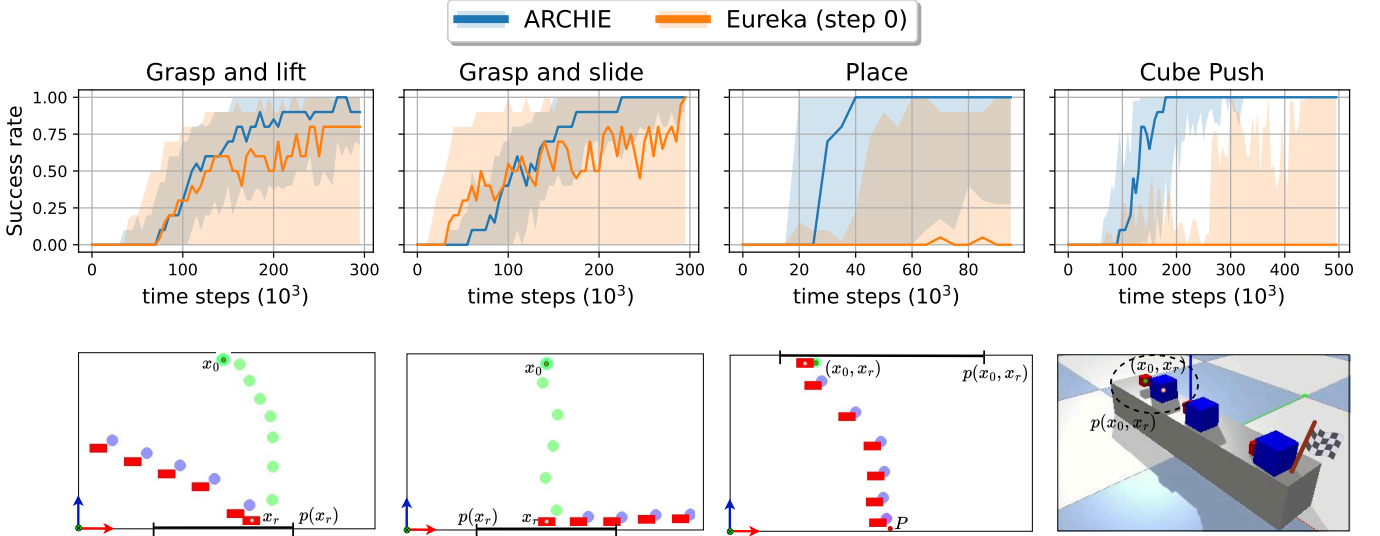 ARCHIE Eureka (step 0)
Grasp and lift Grasp and slide Place Cube Push
Success rate
1.00
0.75
0.50
0.25
0.00
0 100 200 300 0 100 200 300 0 20 40 60 80 0 100 200 300 400 500
time steps (10³) time steps (10³) time steps (10³) time steps (10³)
x₀ x₀ (x₀, xᵣ) p(x₀, xᵣ) (x₀, xᵣ)
p(x₀, xᵣ)
xᵣ p(xᵣ) p(xᵣ) xᵣ P